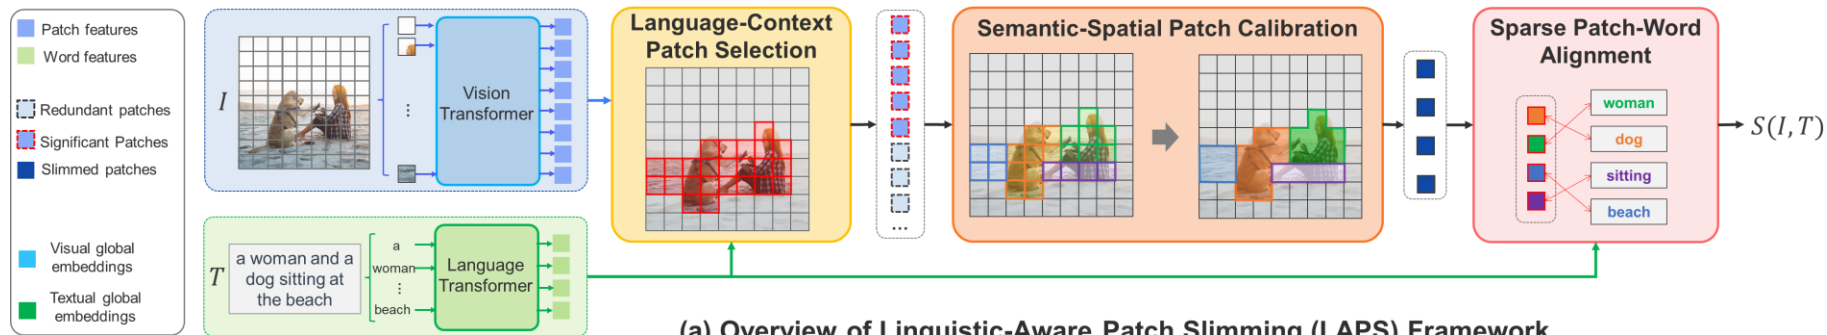 Patch features
Word features
Redundant patches
Significant Patches
Slimmed patches
Visual global
embeddings
Textual global
embeddings
I
...
Vision
Transformer
T
a woman and a
dog sitting at
the beach
a
woman
...
beach
Language
Transformer
Language-Context
Patch Selection
...
Semantic-Spatial Patch Calibration
Sparse Patch-Word
Alignment
woman
dog
sitting
beach
S(I,T)
(a) Overview of Linguistic-Aware Patch Slimming (LAPS) Framework